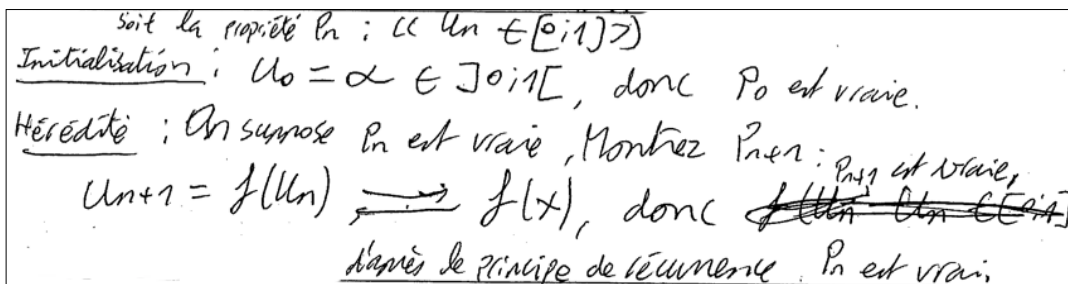 Soit la propriété Pn : << Un ∈ [0;1] >>
Initialisation : U0 = α ∈ ]0;1[, donc P0 est vraie.
Hérédité : On suppose Pn est vraie, Montrez Pn+1 :
Un+1 = f(Un) f(x), donc Pn+1 est vraie,
d'après le principe de récurrence. Pn est vrai.